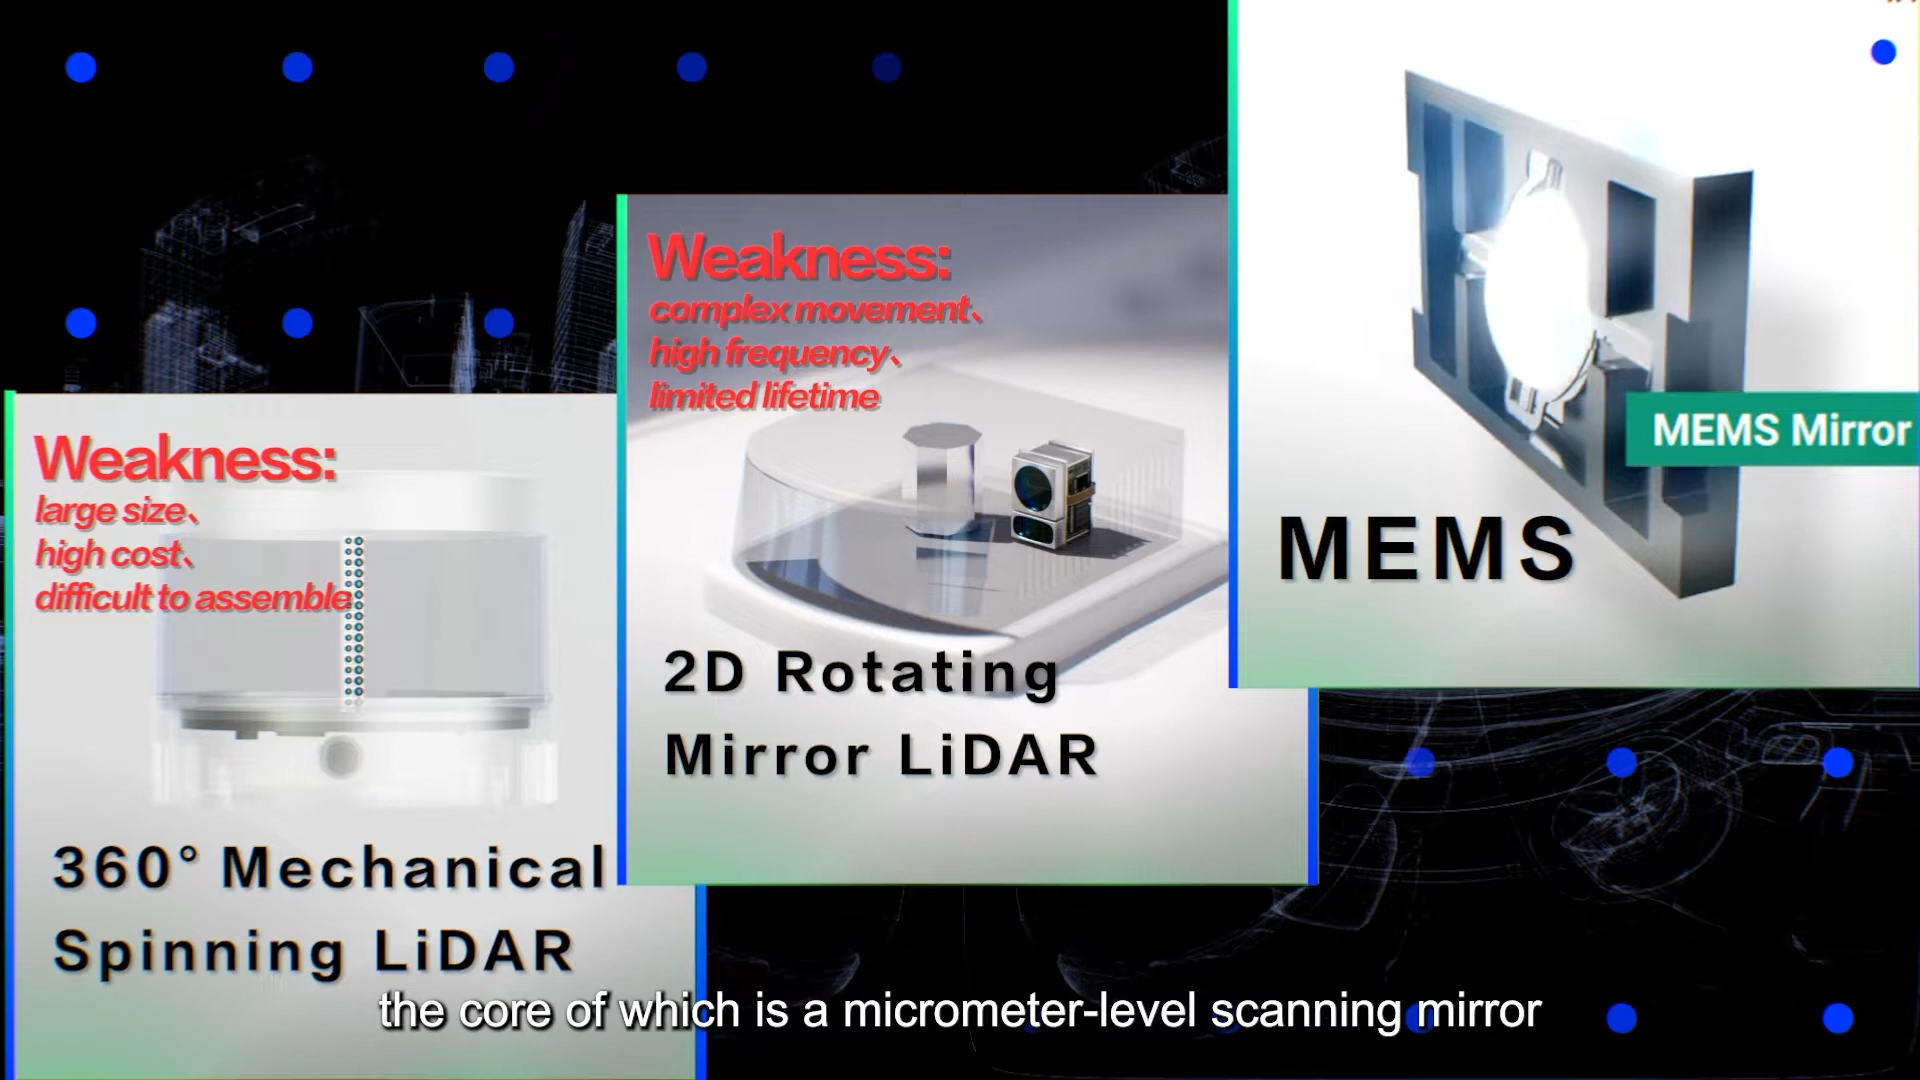 Weakness:
large size、
high cost、
difficult to assemble
360° Mechanical
Spinning LiDAR
Weakness:
complex movement、
high frequency、
limited lifetime
2D Rotating
Mirror LiDAR
MEMS Mirror
MEMS
the core of which is a micrometer-level scanning mirror